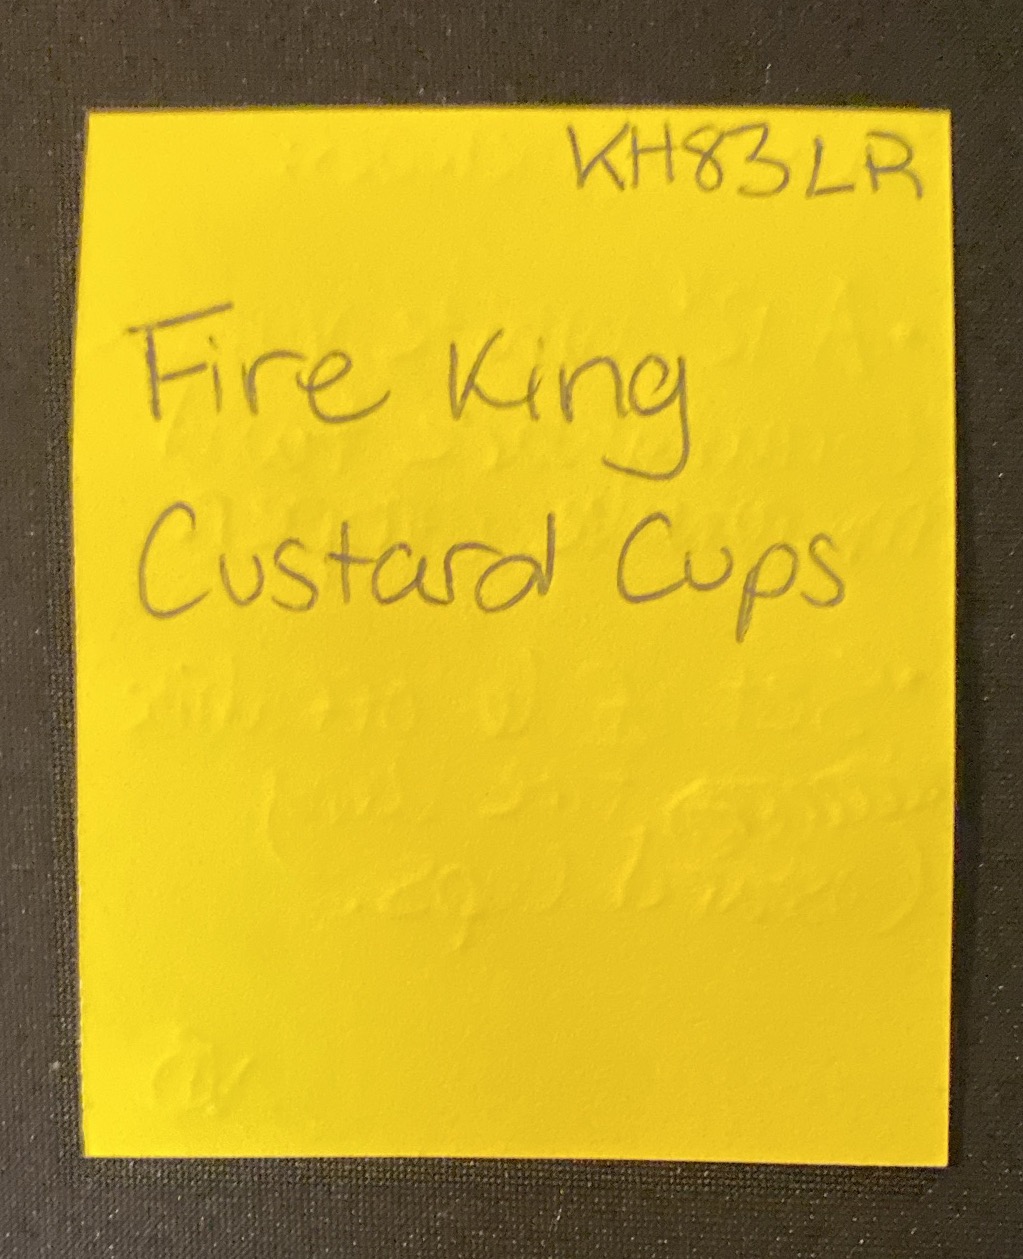 KH83LR
Fire King
Custard Cups